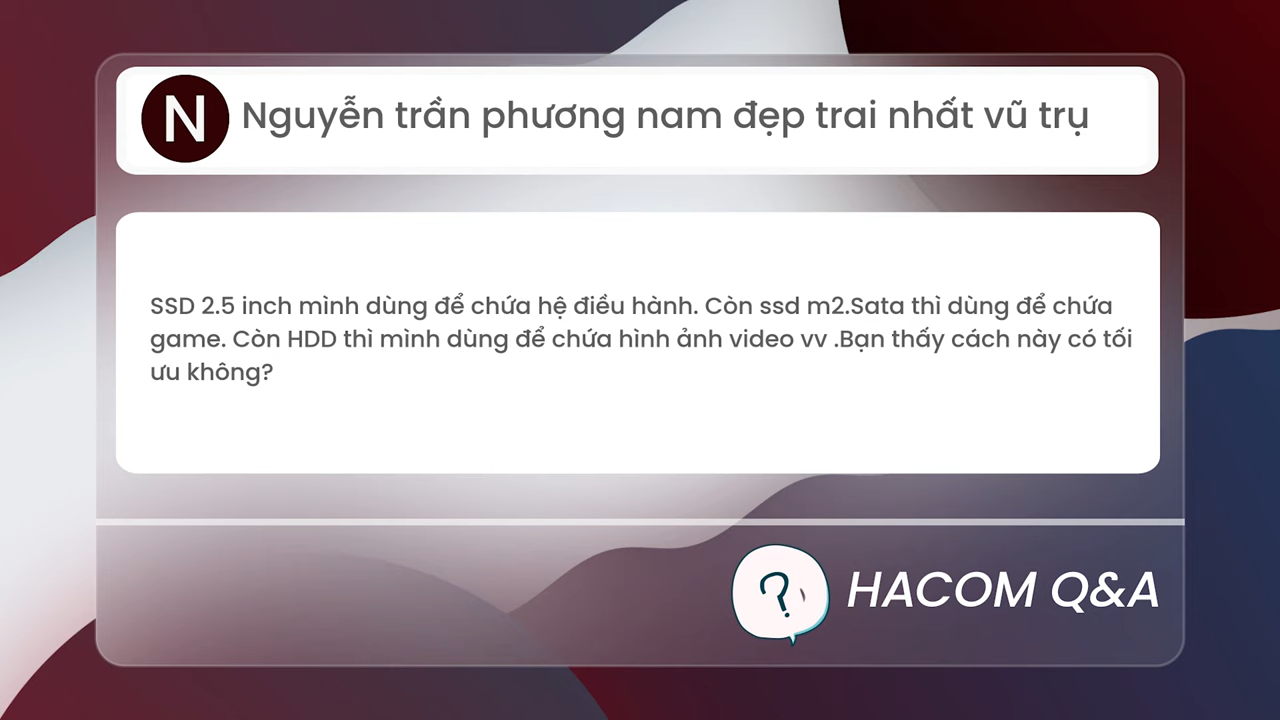 N
Nguyễn trần phương nam đẹp trai nhất vũ trụ
SSD 2.5 inch mình dùng để chứa hệ điều hành. Còn ssd m2.Sata thì dùng để chứa
game. Còn HDD thì mình dùng để chứa hình ảnh video vv .Bạn thấy cách này có tối
ưu không?
?
HACOM Q&A